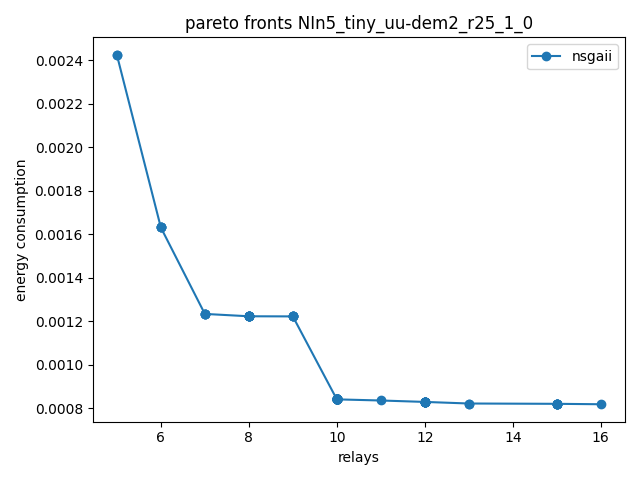 pareto fronts NIn5_tiny_uu-dem2_r25_1_0
nsgaii
0.0024
0.0022
0.0020
0.0018
0.0016
0.0014
0.0012
0.0010
0.0008
energy consumption
6 8 10 12 14 16
relays